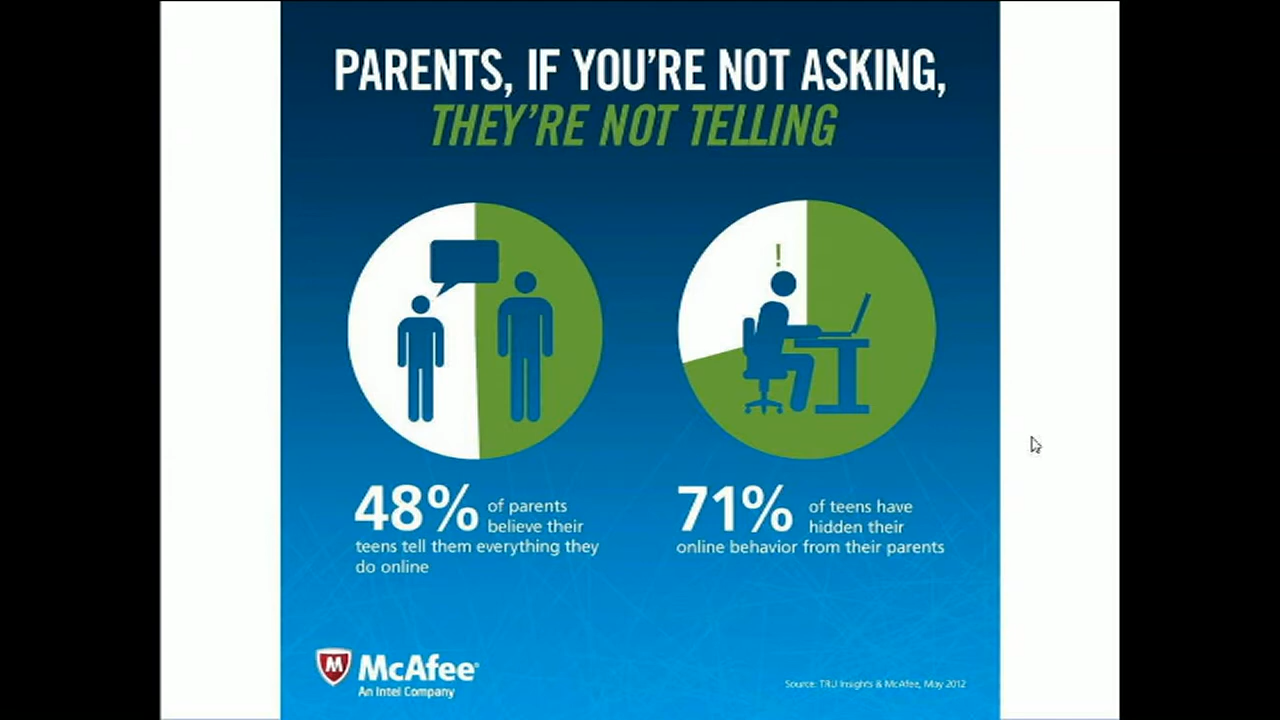 PARENTS, IF YOU'RE NOT ASKING,
THEY'RE NOT TELLING
!
48% of parents
believe their
teens tell them everything they
do online
71% of teens have
hidden their
online behavior from their parents
M McAfee®
An Intel Company
Source: TRU Insights & McAfee, May 2012